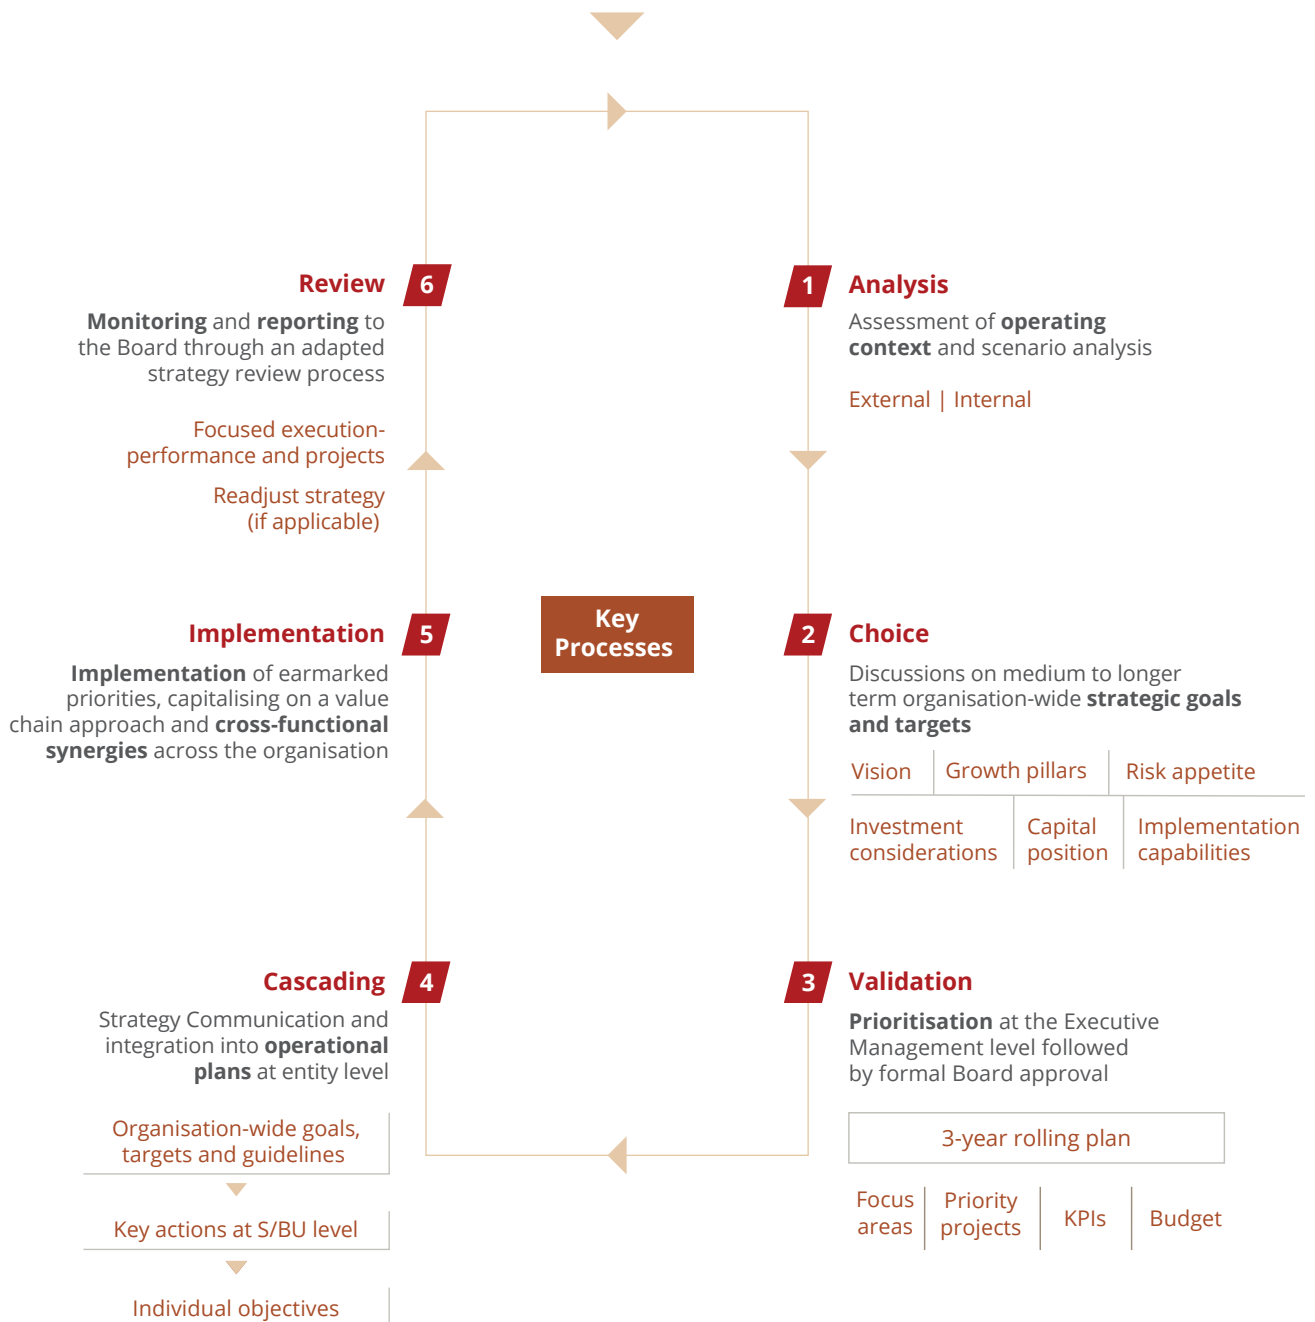 Key
Processes
1
Analysis
Assessment of operating
context and scenario analysis
External | Internal
2
Choice
Discussions on medium to longer
term organisation-wide strategic goals
and targets
Vision
Growth pillars
Risk appetite
Investment
considerations
Capital
position
Implementation
capabilities
3
Validation
Prioritisation at the Executive
Management level followed
by formal Board approval
3-year rolling plan
Focus
areas
Priority
projects
KPIs
Budget
4
Cascading
Strategy Communication and
integration into operational
plans at entity level
Organisation-wide goals,
targets and guidelines
Key actions at S/BU level
Individual objectives
5
Implementation
Implementation of earmarked
priorities, capitalising on a value
chain approach and cross-functional
synergies across the organisation
6
Review
Monitoring and reporting to
the Board through an adapted
strategy review process
Focused execution-
performance and projects
Readjust strategy
(if applicable)